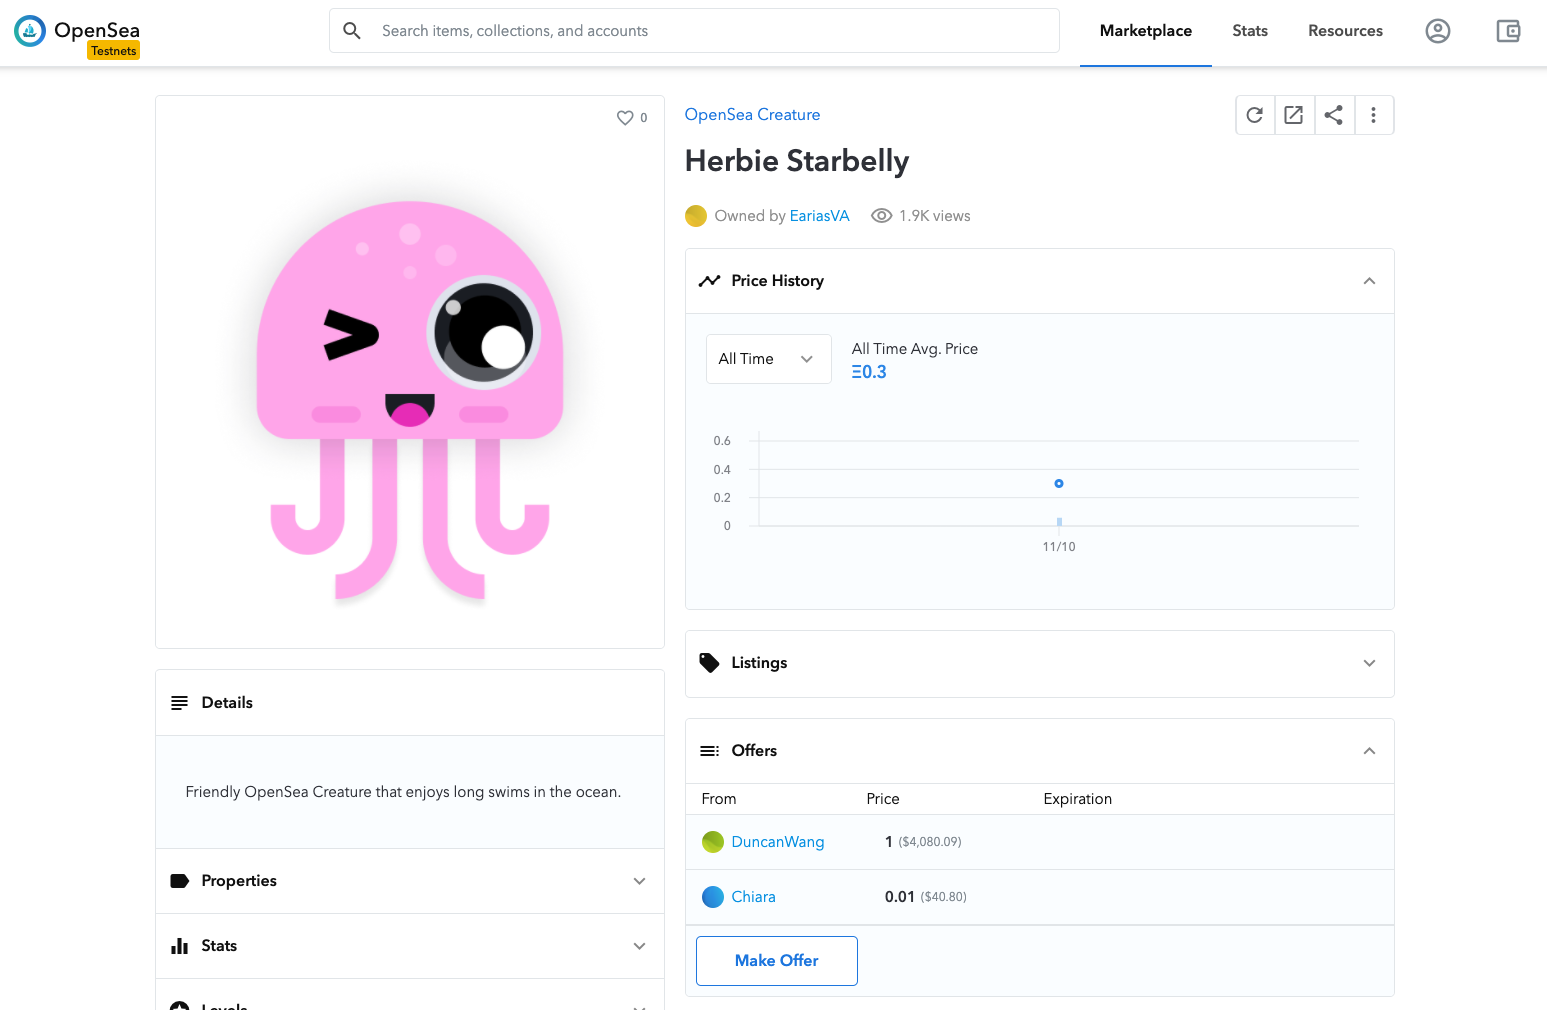 OpenSea
Testnets
Search items, collections, and accounts
Marketplace
Stats
Resources
0
OpenSea Creature
Herbie Starbelly
Owned by EariasVA
1.9K views
Price History
All Time
All Time Avg. Price
Ξ0.3
0.6
0.4
0.2
0
11/10
Listings
Details
Friendly OpenSea Creature that enjoys long swims in the ocean.
Properties
Stats
Levels
Offers
From Price Expiration
DuncanWang 1 ($4,080.09)
Chiara 0.01 ($40.80)
Make Offer